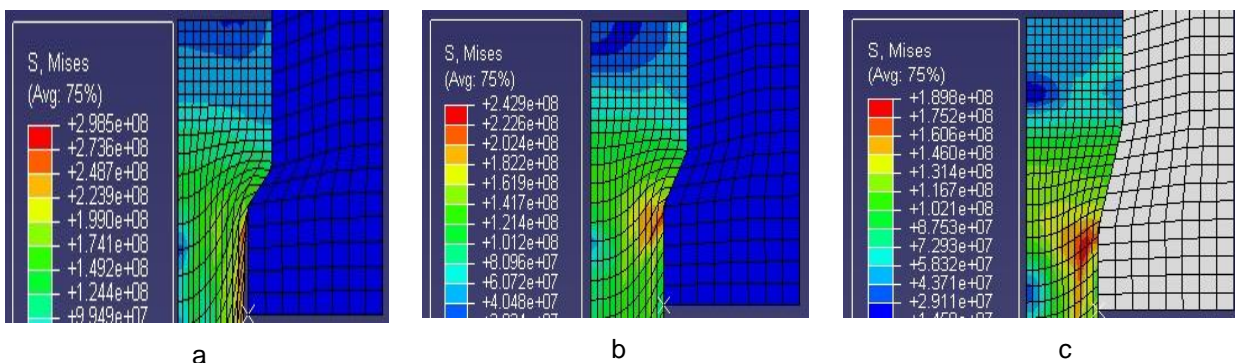 S, Mises
(Avg: 75%)
+2.985e+08
+2.736e+08
+2.487e+08
+2.239e+08
+1.990e+08
+1.741e+08
+1.492e+08
+1.244e+08
+9.949e+07
a
S, Mises
(Avg: 75%)
+2.429e+08
+2.226e+08
+2.024e+08
+1.822e+08
+1.619e+08
+1.417e+08
+1.214e+08
+1.012e+08
+8.096e+07
+6.072e+07
+4.048e+07
b
S, Mises
(Avg: 75%)
+1.898e+08
+1.752e+08
+1.606e+08
+1.460e+08
+1.314e+08
+1.167e+08
+1.021e+08
+8.753e+07
+7.293e+07
+5.832e+07
+4.371e+07
+2.911e+07
c